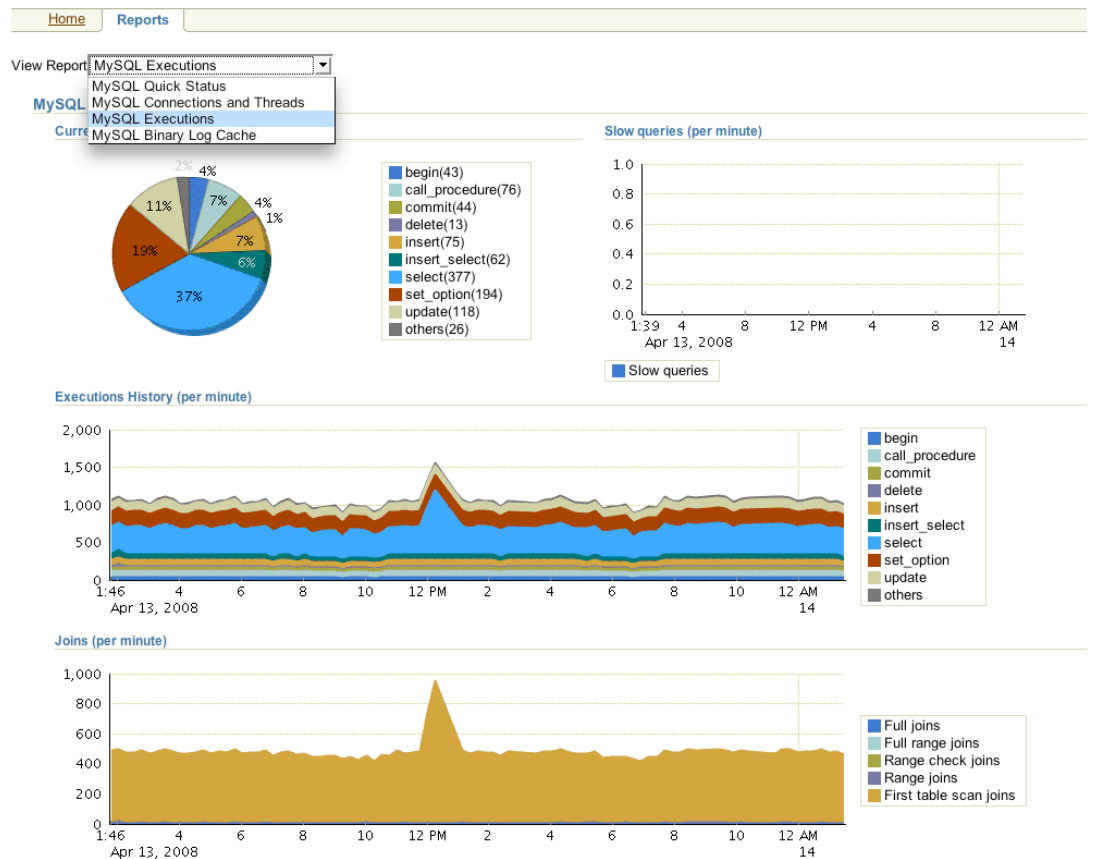 Home Reports
View Report MySQL Executions
MySQL Quick Status
MySQL Connections and Threads
MySQL Executions
MySQL Binary Log Cache
MySQL
Slow queries (per minute)
2%
4%
7%
4%
1%
7%
6%
37%
19%
11%
begin(43)
call_procedure(76)
commit(44)
delete(13)
insert(75)
insert_select(62)
select(377)
set_option(194)
update(118)
others(26)
1.0
0.8
0.6
0.4
0.2
0.0
1:39 4 8 12 PM 4 8 12 AM
Apr 13, 2008 14
Slow queries
Executions History (per minute)
2,000
1,500
1,000
500
0
1:46 4 6 8 10 12 PM 2 4 6 8 10 12 AM
Apr 13, 2008 14
begin
call_procedure
commit
delete
insert
insert_select
select
set_option
update
others
Joins (per minute)
1,000
800
600
400
200
0
1:46 4 6 8 10 12 PM 2 4 6 8 10 12 AM
Apr 13, 2008 14
Full joins
Full range joins
Range check joins
Range joins
First table scan joins